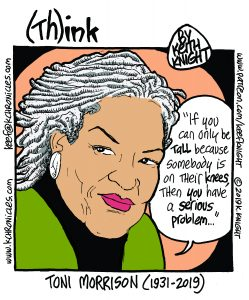 (Th)ink
BY
KEITH
KNIGHT
keef@kchronicles.com
www.kchronicles.com
www.patreon.com/keefknight
"If you
can only be
TALL because
somebody is
on their knees,
Then you have
a serious
problem..."
© 2019 K. KNIGHT
TONI MORRISON (1931-2019)